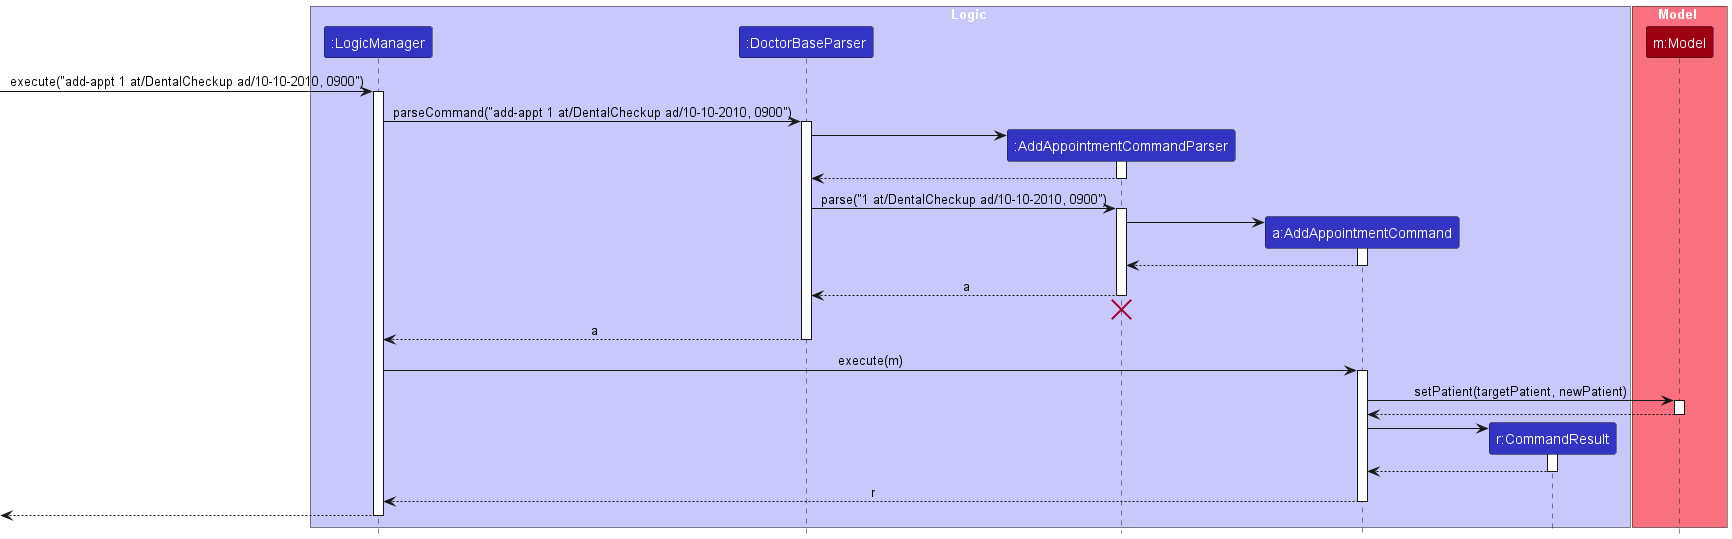 Logic
Model
:LogicManager
:DoctorBaseParser
m:Model
execute("add-appt 1 at/DentalCheckup ad/10-10-2010, 0900")
parseCommand("add-appt 1 at/DentalCheckup ad/10-10-2010, 0900")
:AddAppointmentCommandParser
parse("1 at/DentalCheckup ad/10-10-2010, 0900")
a:AddAppointmentCommand
a
a
execute(m)
setPatient(targetPatient, newPatient)
r:CommandResult
r